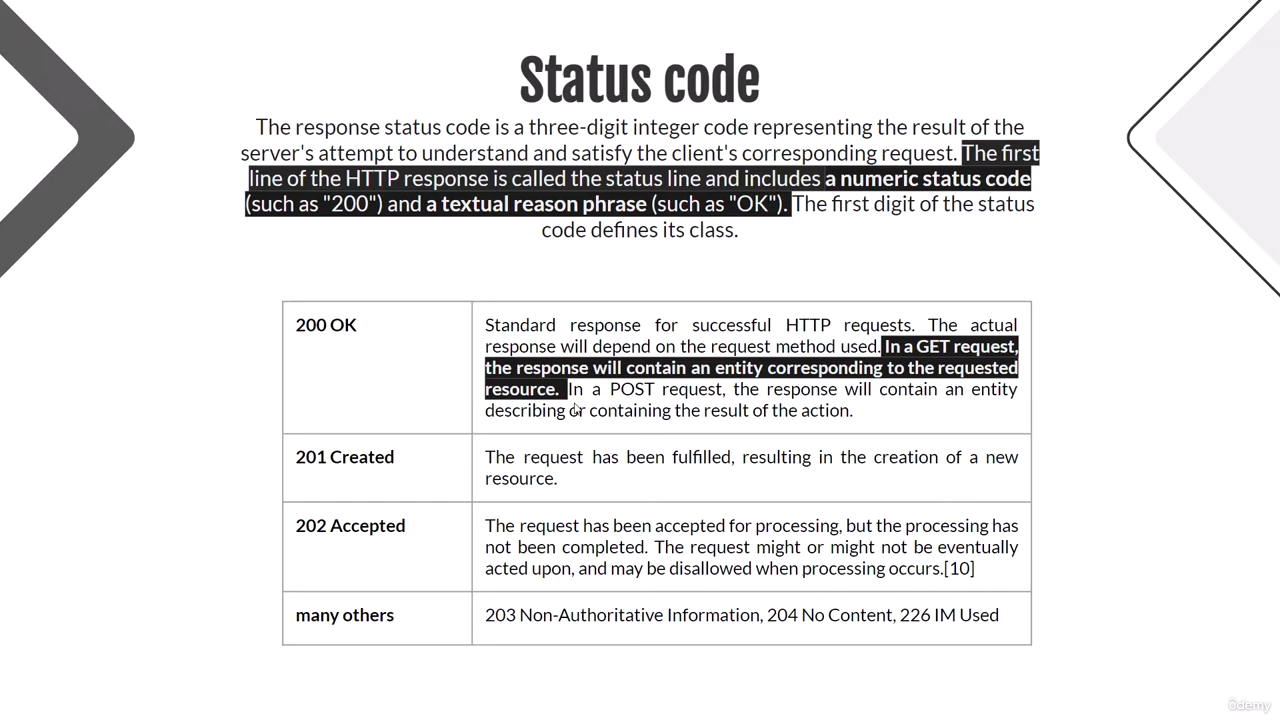 Status code
The response status code is a three-digit integer code representing the result of the
server's attempt to understand and satisfy the client's corresponding request. The first
line of the HTTP response is called the status line and includes a numeric status code
(such as "200") and a textual reason phrase (such as "OK"). The first digit of the status
code defines its class.
200 OK
Standard response for successful HTTP requests. The actual
response will depend on the request method used. In a GET request,
the response will contain an entity corresponding to the requested
resource. In a POST request, the response will contain an entity
describing or containing the result of the action.
201 Created
The request has been fulfilled, resulting in the creation of a new
resource.
202 Accepted
The request has been accepted for processing, but the processing has
not been completed. The request might or might not be eventually
acted upon, and may be disallowed when processing occurs.[10]
many others
203 Non-Authoritative Information, 204 No Content, 226 IM Used
ûdemy